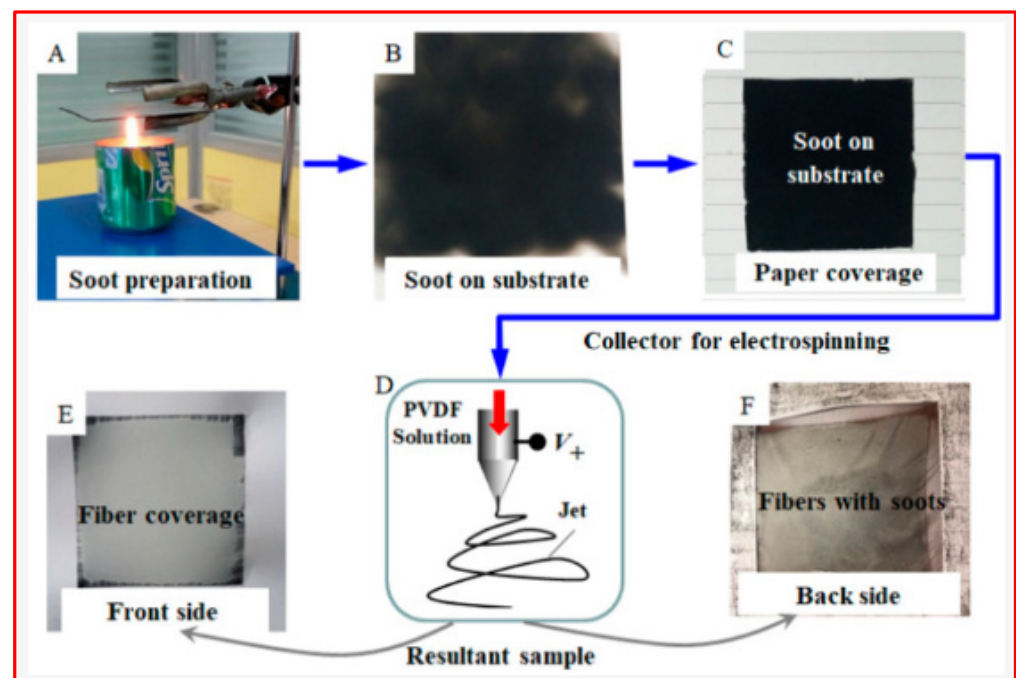 A
Spri
Soot preparation
B
Soot on substrate
C
Soot on
substrate
Paper coverage
Collector for electrospinning
D
PVDF
Solution
V+
Jet
E
Fiber coverage
Front side
F
Fibers with soots
Back side
Resultant sample